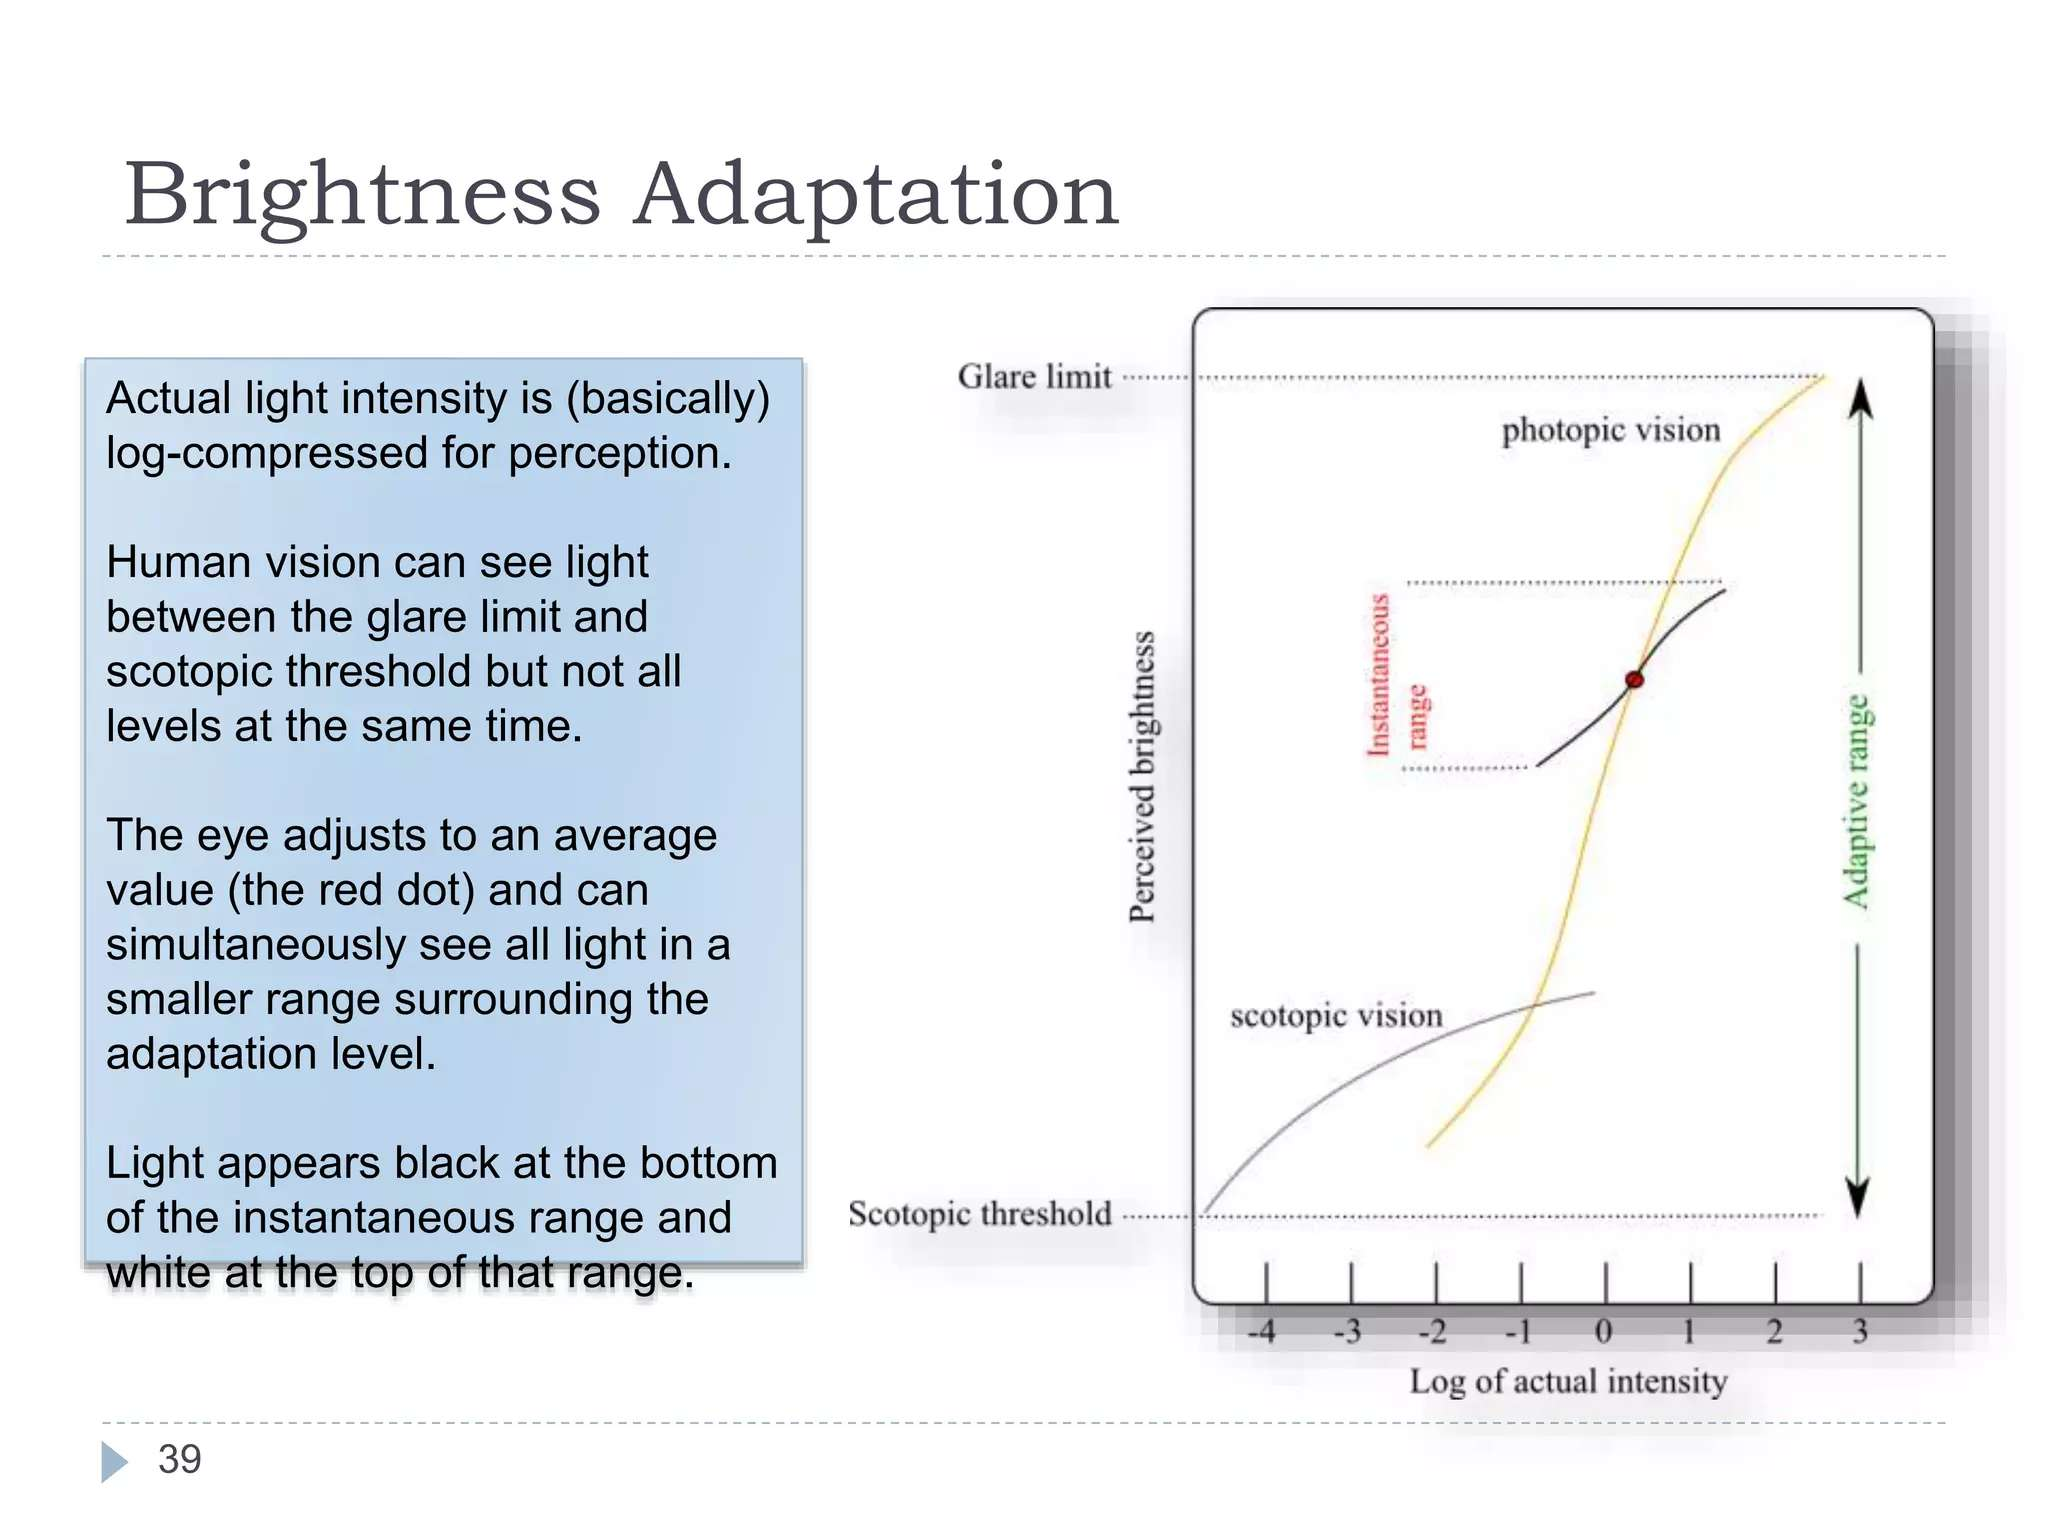 Brightness Adaptation
Actual light intensity is (basically)
log-compressed for perception.
Human vision can see light
between the glare limit and
scotopic threshold but not all
levels at the same time.
The eye adjusts to an average
value (the red dot) and can
simultaneously see all light in a
smaller range surrounding the
adaptation level.
Light appears black at the bottom
of the instantaneous range and
white at the top of that range.
Glare limit
photopic vision
Instantaneous
range
Perceived brightness
Adaptive range
scotopic vision
Scotopic threshold
-4 -3 -2 -1 0 1 2 3
Log of actual intensity
39